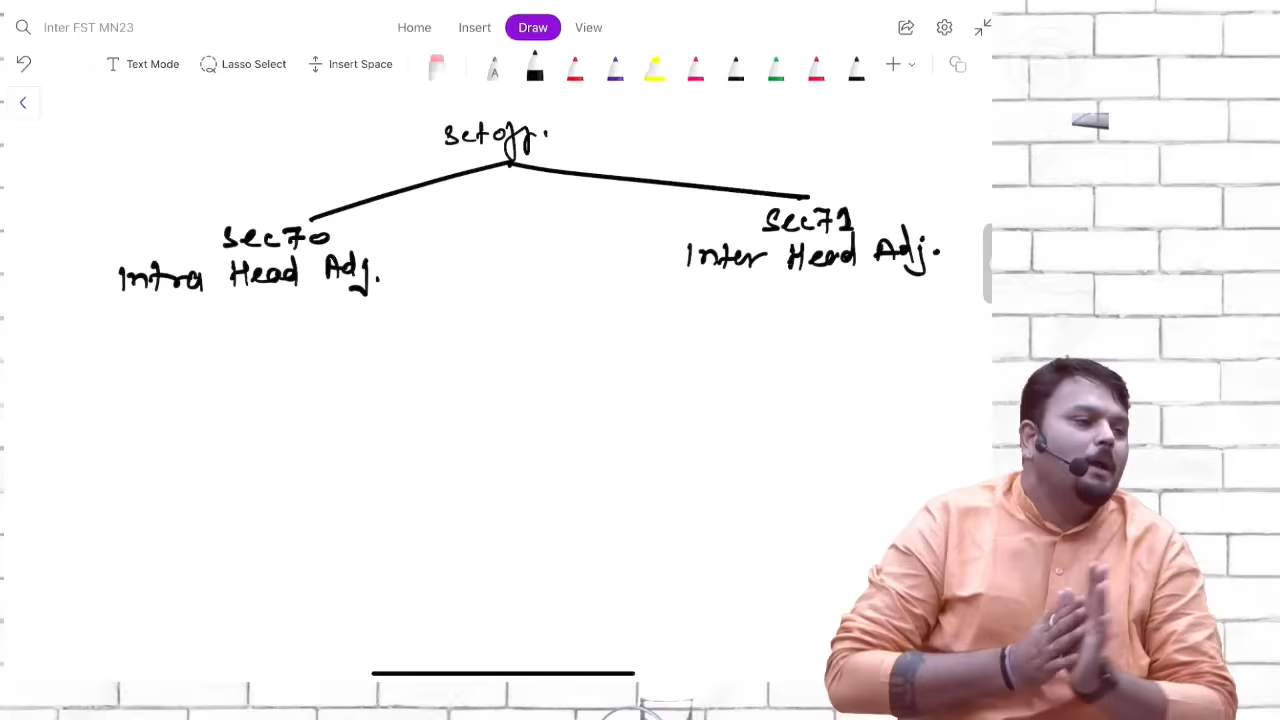 Inter FST MN23
Home Insert Draw View
Text Mode Lasso Select Insert Space
A
Set off.
Sec 70
Intra Head Adj.
Sec 71
Inter Head Adj.